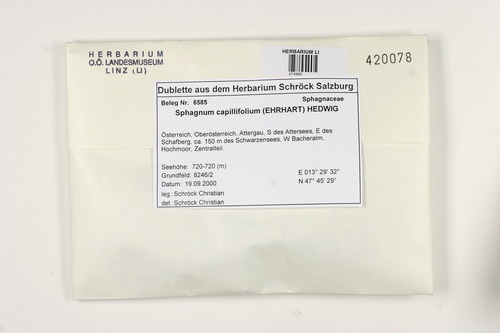 HERBARIUM
O.Ö. LANDESMUSEUM
LINZ (LI)
HERBARIUM LI
420078
Dublette aus dem Herbarium Schröck Salzburg
Beleg Nr. 6585 Sphagnaceae
Sphagnum capillifolium (EHRHART) HEDWIG
Österreich, Oberösterreich, Attergau, S des Attersees, E des
Schafberg, ca. 150 m des Schwarzensees, W Bacheralm,
Hochmoor, Zentralteil.
Seehöhe: 720-720 (m) E 013° 29' 32"
Grundfeld: 8246/2 N 47° 45' 29"
Datum: 19.09.2000
leg.: Schröck Christian
det.: Schröck Christian